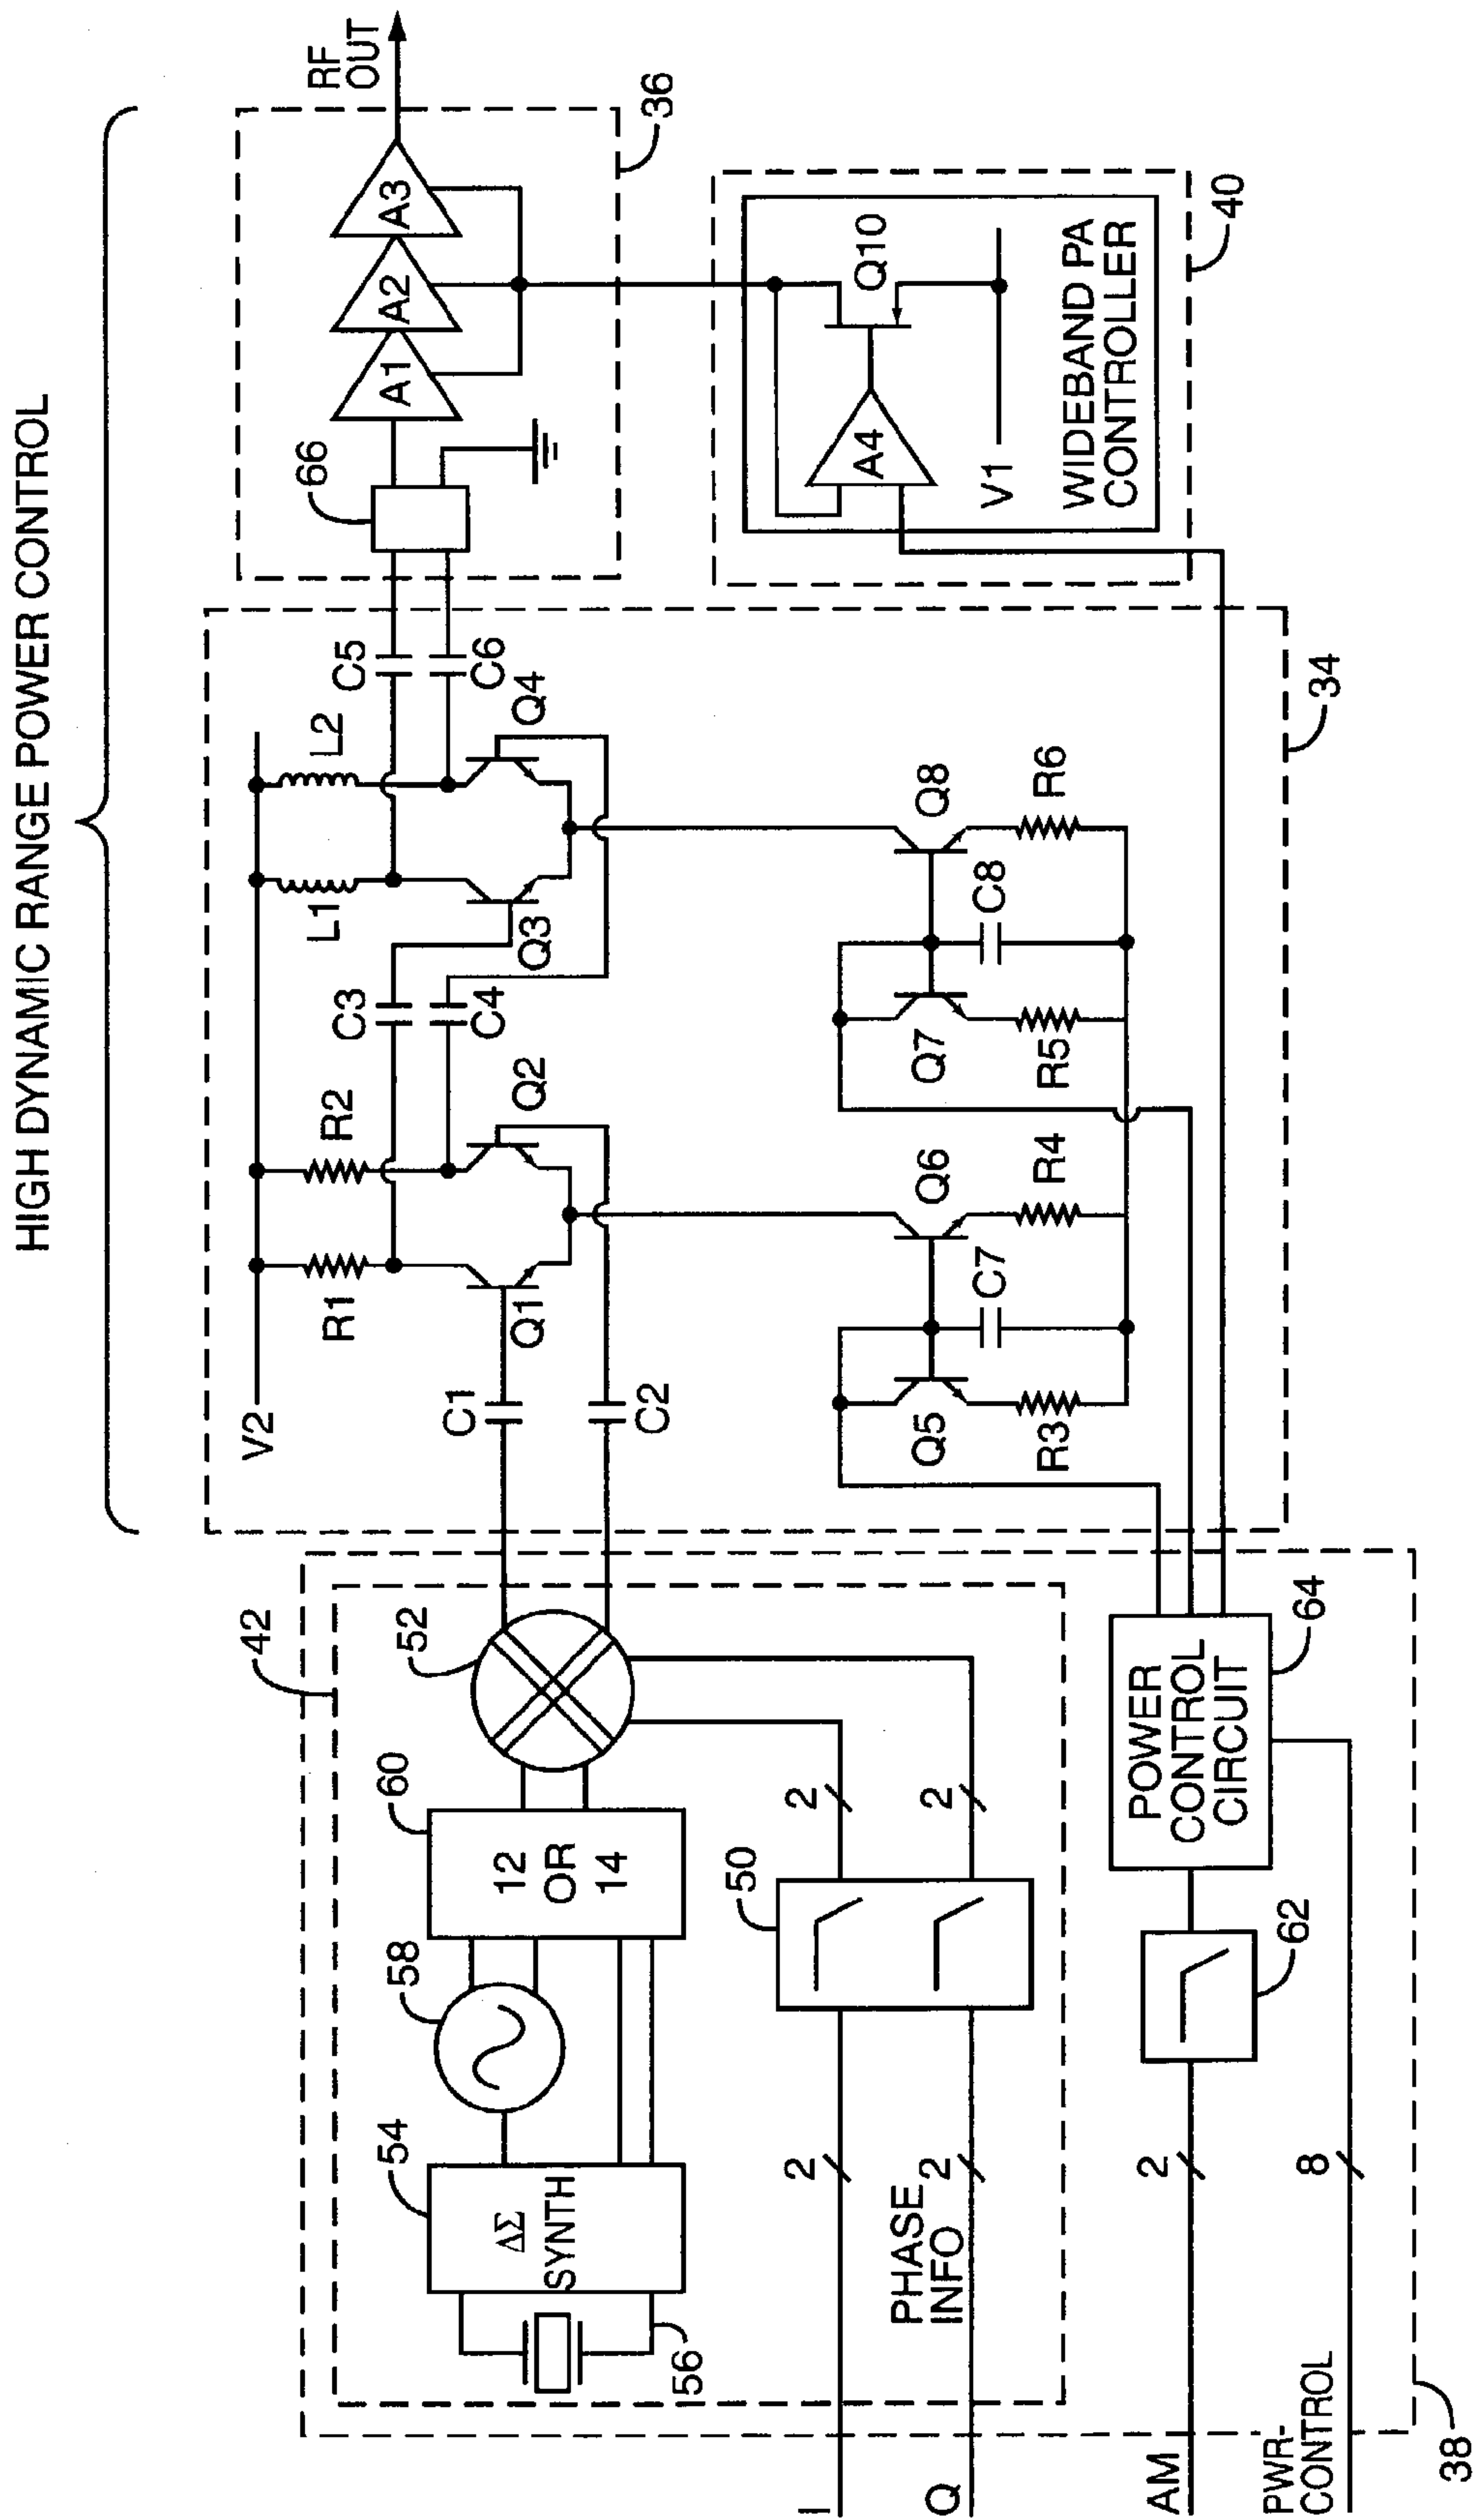 HIGH DYNAMIC RANGE POWER CONTROL
RF
OUT
36
A1
A2
A3
66
40
Q10
A4
V1
WIDEBAND PA
CONTROLLER
34
V2
R1
R2
L1
L2
C3
C4
C5
C6
Q1
Q2
Q3
Q4
C1
C2
Q5
Q6
Q7
Q8
C7
C8
R3
R4
R5
R6
42
52
60
12
OR
14
58
54
ΔΣ
SYNTH
56
50
2
2
2
2
PHASE
INFO
I
Q
64
POWER
CONTROL
CIRCUIT
62
2
8
AM
PWR-
CONTROL
38